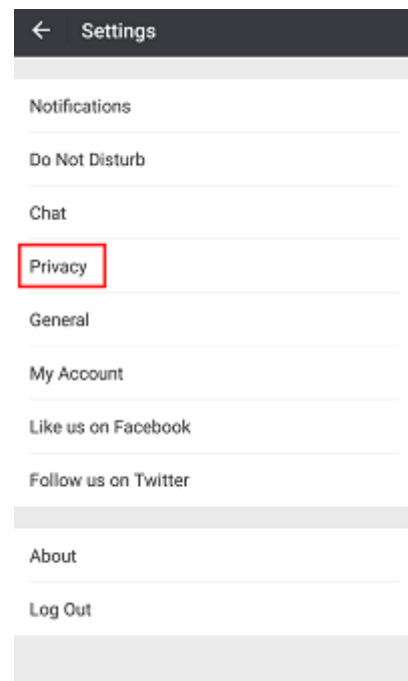 Settings
Notifications
Do Not Disturb
Chat
Privacy
General
My Account
Like us on Facebook
Follow us on Twitter
About
Log Out